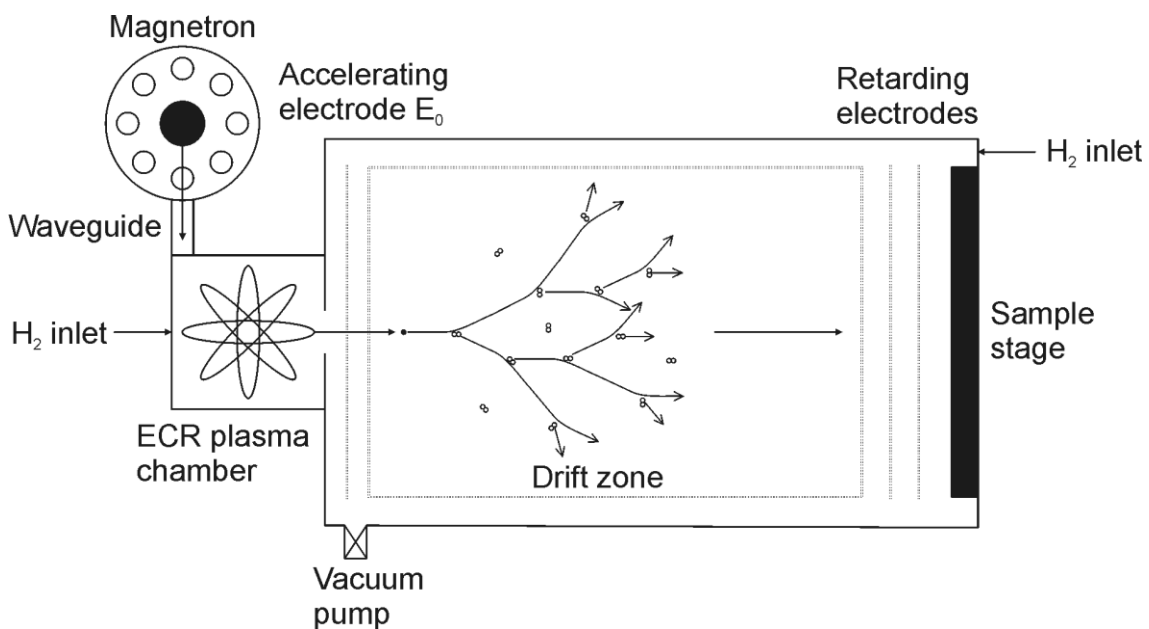 Magnetron
Accelerating
electrode E₀
Retarding
electrodes
H₂ inlet
Waveguide
H₂ inlet
Sample
stage
ECR plasma
chamber
Drift zone
Vacuum
pump